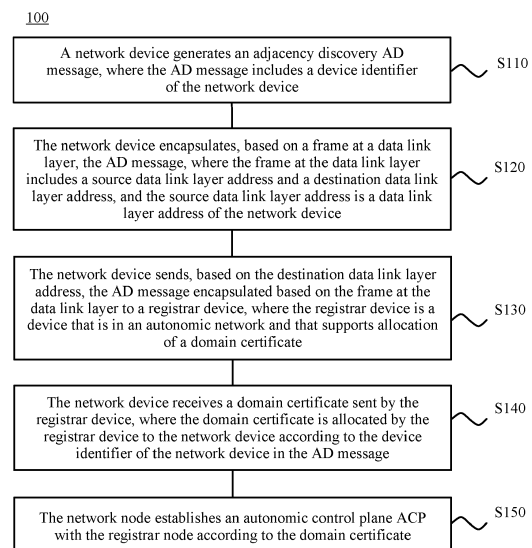 100
A network device generates an adjacency discovery AD
message, where the AD message includes a device identifier
of the network device
S110
The network device encapsulates, based on a frame at a data link
layer, the AD message, where the frame at the data link layer
includes a source data link layer address and a destination data link
layer address, and the source data link layer address is a data link
layer address of the network device
S120
The network device sends, based on the destination data link layer
address, the AD message encapsulated based on the frame at the
data link layer to a registrar device, where the registrar device is a
device that is in an autonomic network and that supports allocation
of a domain certificate
S130
The network device receives a domain certificate sent by the
registrar device, where the domain certificate is allocated by the
registrar device to the network device according to the device
identifier of the network device in the AD message
S140
The network node establishes an autonomic control plane ACP
with the registrar node according to the domain certificate
S150